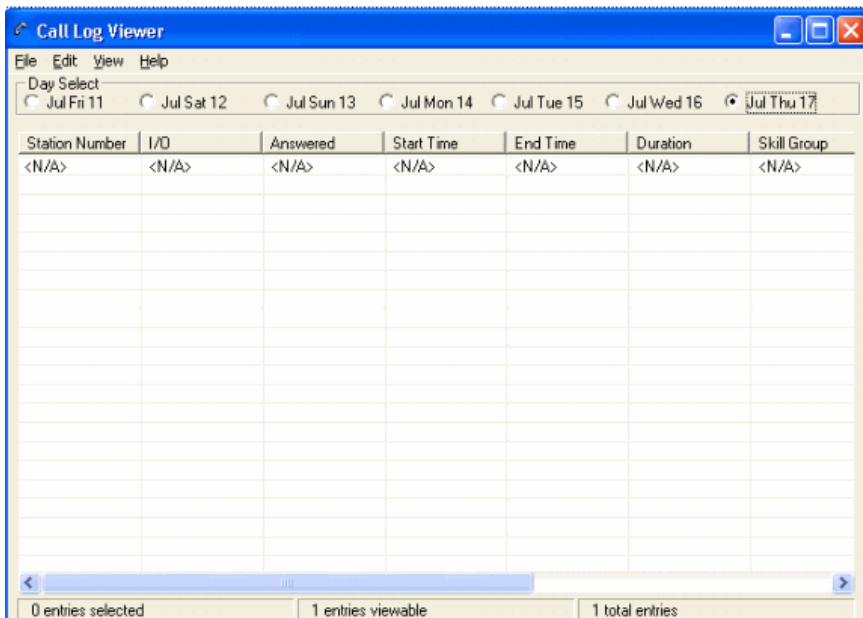 Call Log Viewer
File Edit View Help
Day Select
Jul Fri 11 Jul Sat 12 Jul Sun 13 Jul Mon 14 Jul Tue 15 Jul Wed 16 Jul Thu 17
Station Number I/O Answered Start Time End Time Duration Skill Group
<N/A> <N/A> <N/A> <N/A> <N/A> <N/A> <N/A>
0 entries selected 1 entries viewable 1 total entries